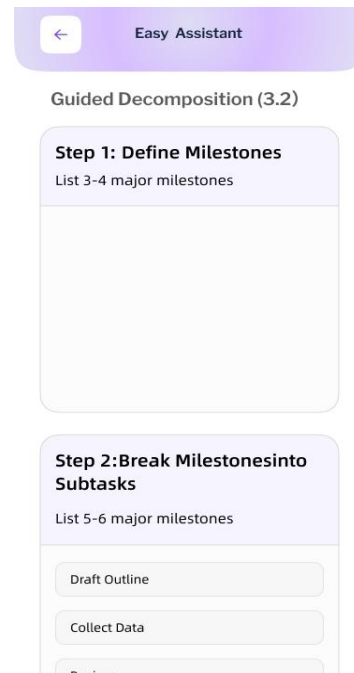 Easy Assistant
Guided Decomposition (3.2)
Step 1: Define Milestones
List 3-4 major milestones
Step 2:Break Milestonesinto
Subtasks
List 5-6 major milestones
Draft Outline
Collect Data